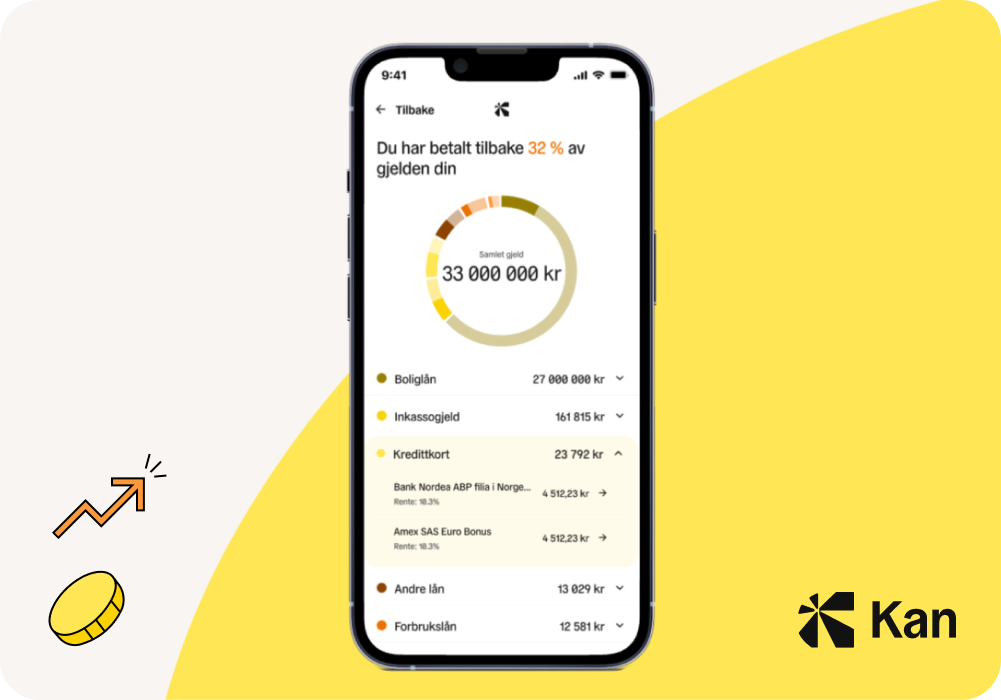 9:41
Tilbake
Du har betalt tilbake 32 % av
gjelden din
Samlet gjeld
33 000 000 kr
Boliglån 27 000 000 kr
Inkassogjeld 161 815 kr
Kredittkort 23 792 kr
Bank Nordea ABP filia i Norge... 4 512,23 kr
Rente: 18.3%
Amex SAS Euro Bonus 4 512,23 kr
Rente: 18.3%
Andre lån 13 029 kr
Forbrukslån 12 581 kr
Kan